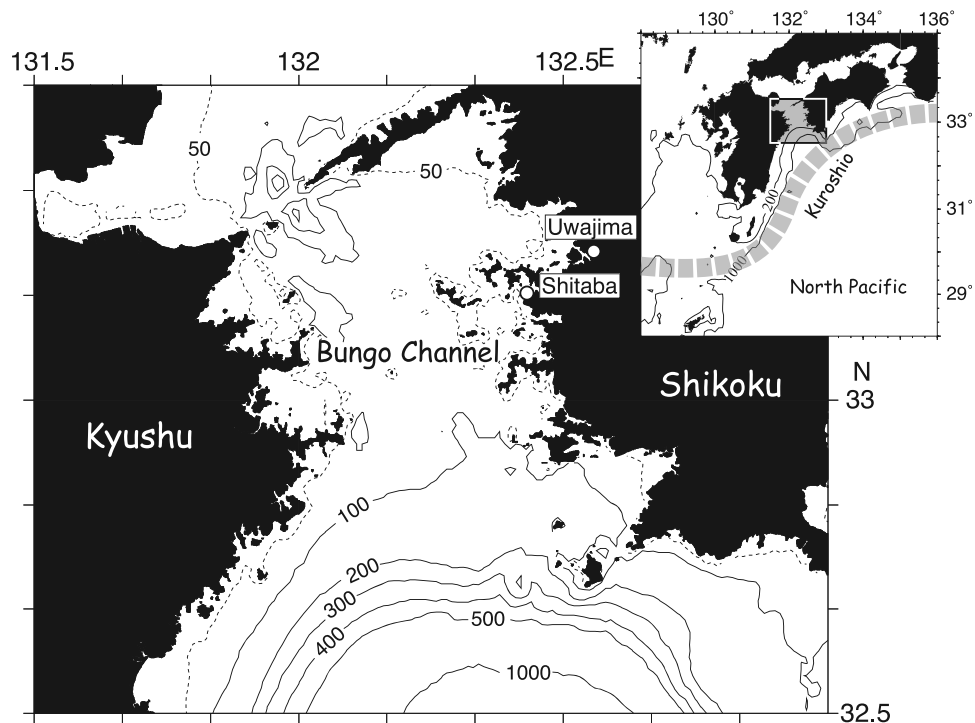 131.5
132
132.5
E
130°
132°
134°
136°
33°
31°
29°
200
1000
Kuroshio
North Pacific
50
50
Uwajima
Shitaba
Bungo Channel
Kyushu
Shikoku
N
33
100
200
300
400
500
1000
32.5